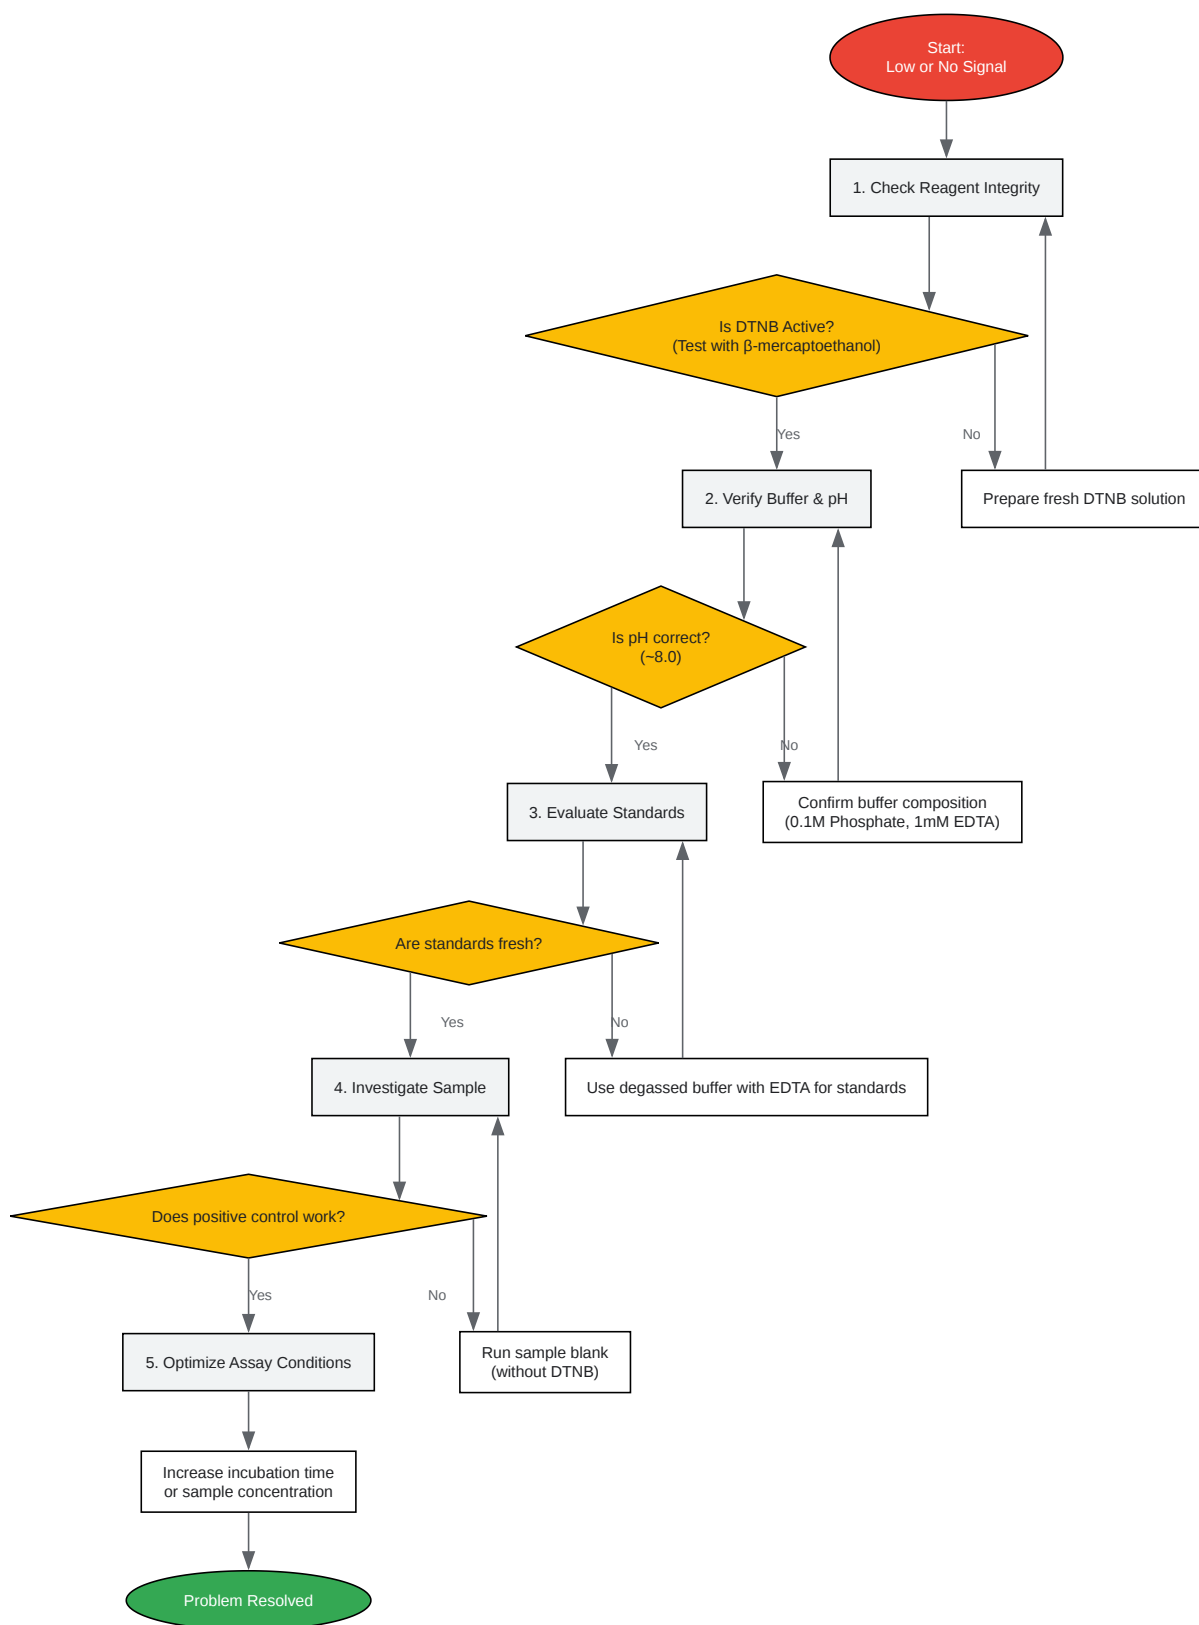 Start:
Low or No Signal
1. Check Reagent Integrity
Is DTNB Active?
(Test with β-mercaptoethanol)
Yes
No
2. Verify Buffer & pH
Prepare fresh DTNB solution
Is pH correct?
(~8.0)
Yes
No
3. Evaluate Standards
Confirm buffer composition
(0.1M Phosphate, 1mM EDTA)
Are standards fresh?
Yes
No
4. Investigate Sample
Use degassed buffer with EDTA for standards
Does positive control work?
Yes
No
5. Optimize Assay Conditions
Run sample blank
(without DTNB)
Increase incubation time
or sample concentration
Problem Resolved